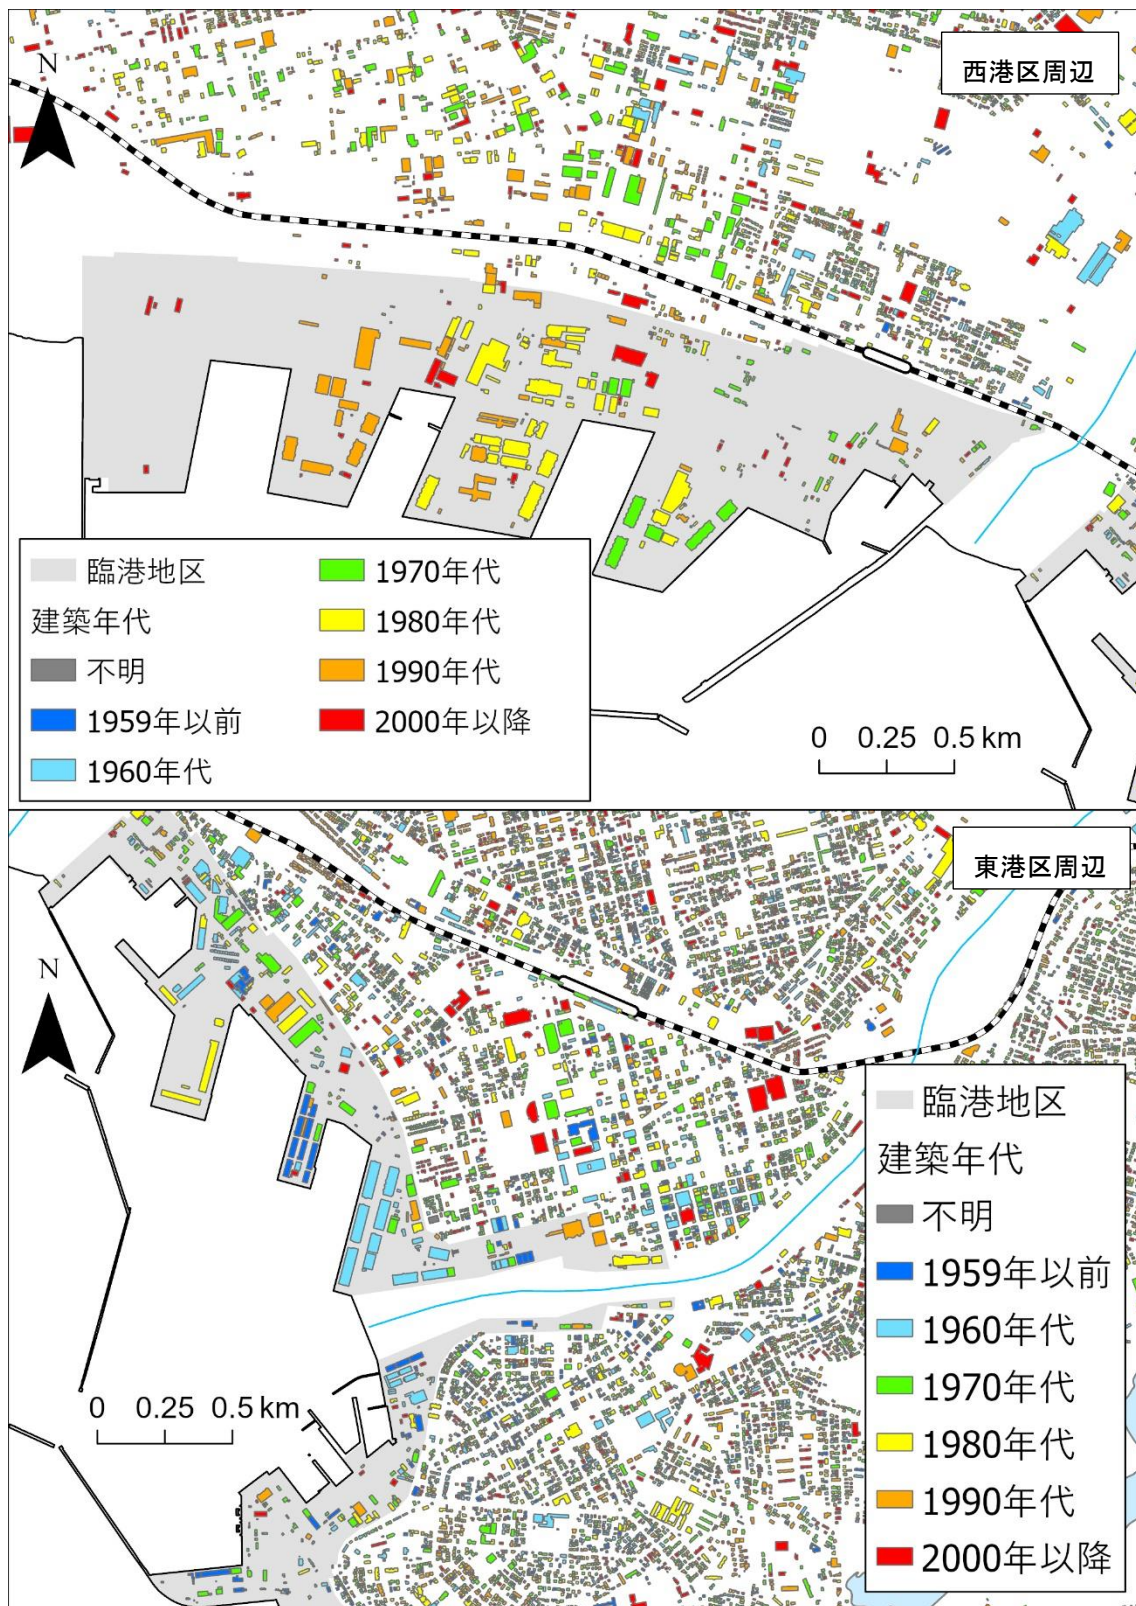 西港区周辺
N
臨港地区
建築年代
不明
1959年以前
1960年代
1970年代
1980年代
1990年代
2000年以降
0 0.25 0.5 km
東港区周辺
N
臨港地区
建築年代
不明
1959年以前
1960年代
1970年代
1980年代
1990年代
2000年以降
0 0.25 0.5 km